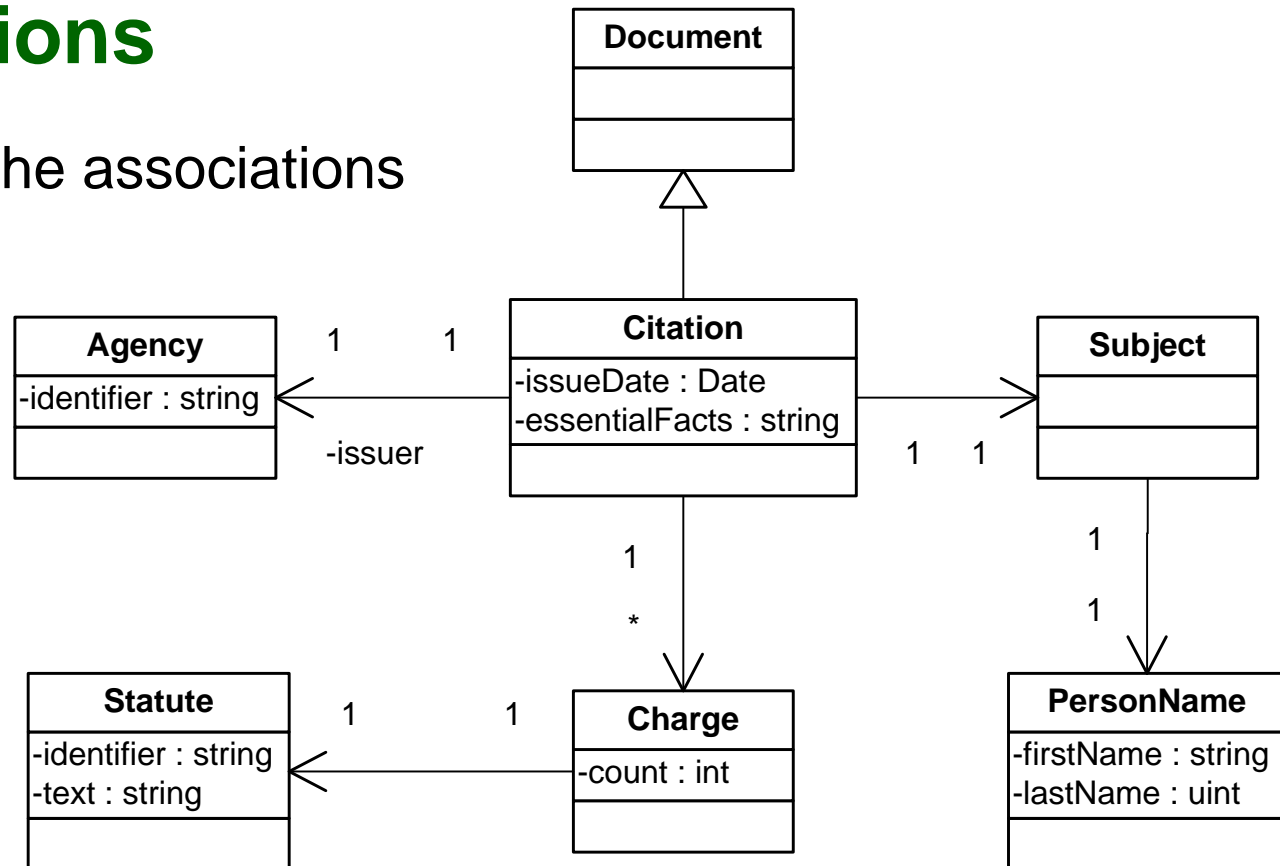 ions
he associations
Document
Citation
-issueDate : Date
-essentialFacts : string
Agency
-identifier : string
1
1
-issuer
Subject
1
1
1
*
1
1
Statute
-identifier : string
-text : string
1
1
Charge
-count : int
PersonName
-firstName : string
-lastName : uint